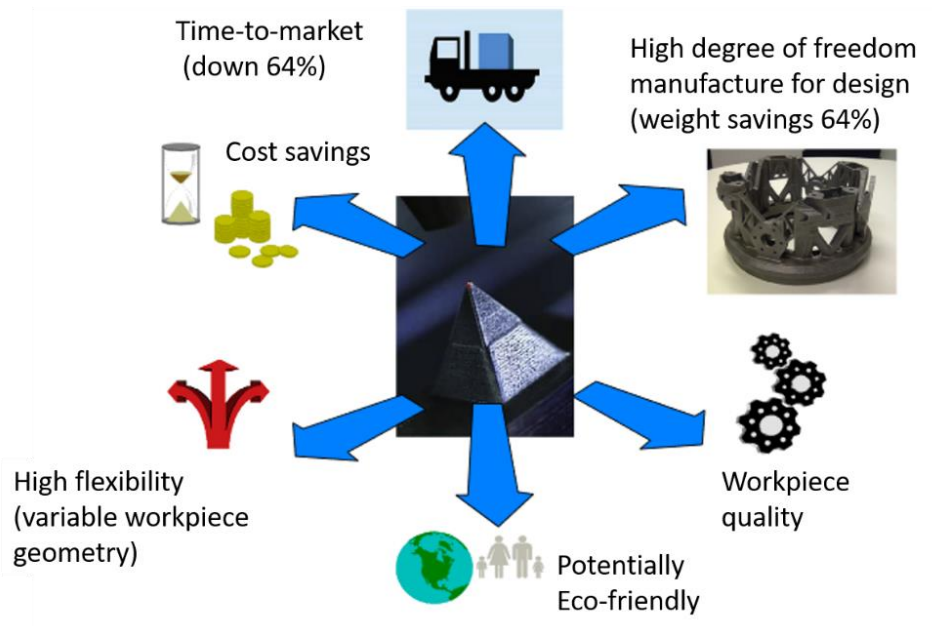 Time-to-market
(down 64%)
High degree of freedom
manufacture for design
(weight savings 64%)
Cost savings
High flexibility
(variable workpiece
geometry)
Workpiece
quality
Potentially
Eco-friendly